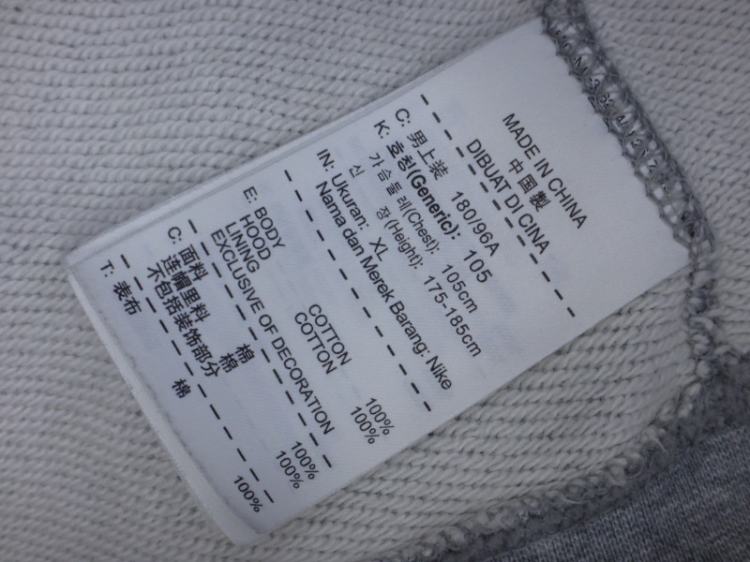 MADE IN CHINA
中国製
DIBUAT DI CINA
C: 男上装 180/96A
K: 호칭(Generic): 105
가슴둘레(Chest): 105cm
신 장(Height): 175-185cm
IN: Ukuran: XL
Nama dan Merek Barang: Nike
E: BODY COTTON 100%
HOOD COTTON 100%
LINING
EXCLUSIVE OF DECORATION
C: 面料 棉 100%
连帽里料 棉 100%
不包括装饰部分
T: 表布 棉 100%